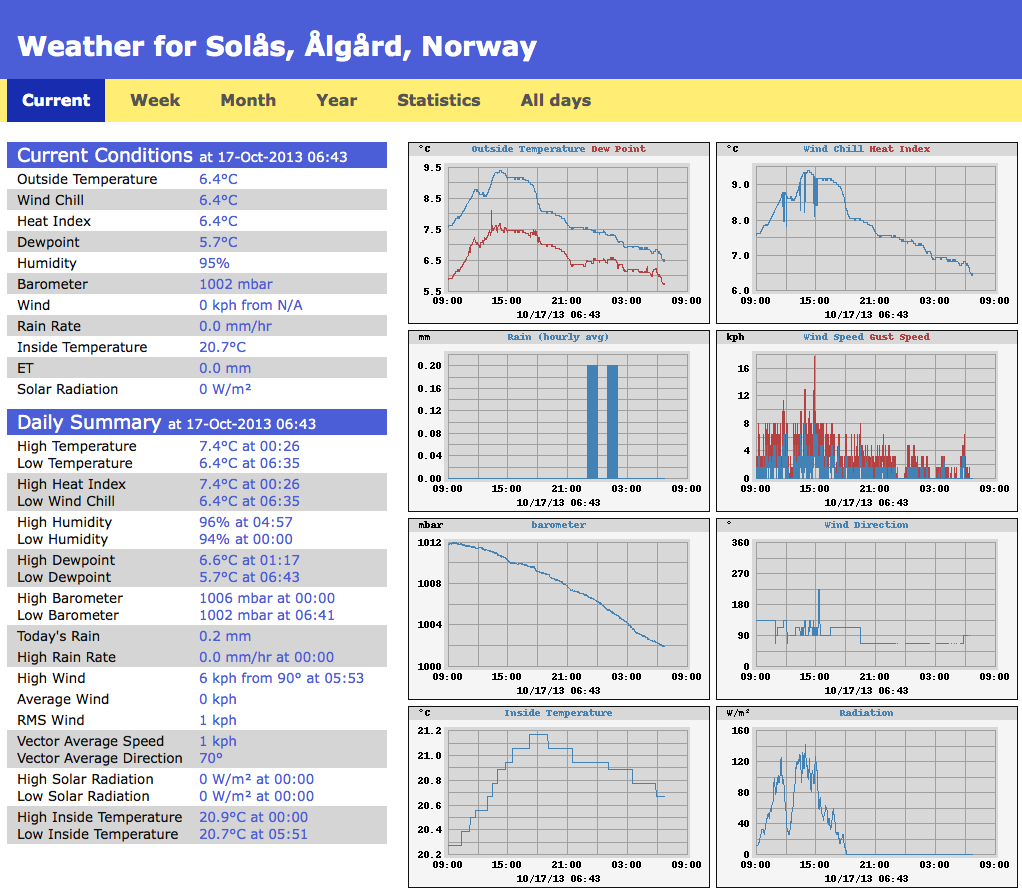 Weather for Solås, Ålgård, Norway
Current Week Month Year Statistics All days
Current Conditions at 17-Oct-2013 06:43
Outside Temperature 6.4°C
Wind Chill 6.4°C
Heat Index 6.4°C
Dewpoint 5.7°C
Humidity 95%
Barometer 1002 mbar
Wind 0 kph from N/A
Rain Rate 0.0 mm/hr
Inside Temperature 20.7°C
ET 0.0 mm
Solar Radiation 0 W/m²
Daily Summary at 17-Oct-2013 06:43
High Temperature 7.4°C at 00:26
Low Temperature 6.4°C at 06:35
High Heat Index 7.4°C at 00:26
Low Wind Chill 6.4°C at 06:35
High Humidity 96% at 04:57
Low Humidity 94% at 00:00
High Dewpoint 6.6°C at 01:17
Low Dewpoint 5.7°C at 06:43
High Barometer 1006 mbar at 00:00
Low Barometer 1002 mbar at 06:41
Today's Rain 0.2 mm
High Rain Rate 0.0 mm/hr at 00:00
High Wind 6 kph from 90° at 05:53
Average Wind 0 kph
RMS Wind 1 kph
Vector Average Speed 1 kph
Vector Average Direction 70°
High Solar Radiation 0 W/m² at 00:00
Low Solar Radiation 0 W/m² at 00:00
High Inside Temperature 20.9°C at 00:00
Low Inside Temperature 20.7°C at 05:51
°C Outside Temperature Dew Point
9.5
8.5
7.5
6.5
5.5
09:00 15:00 21:00 03:00 09:00
10/17/13 06:43
°C Wind Chill Heat Index
9.0
8.0
7.0
6.0
09:00 15:00 21:00 03:00 09:00
10/17/13 06:43
mm Rain (hourly avg)
0.20
0.16
0.12
0.08
0.04
0.00
09:00 15:00 21:00 03:00 09:00
10/17/13 06:43
kph Wind Speed Gust Speed
16
12
8
4
0
09:00 15:00 21:00 03:00 09:00
10/17/13 06:43
mbar barometer
1012
1008
1004
1000
09:00 15:00 21:00 03:00 09:00
10/17/13 06:43
° Wind Direction
360
270
180
90
0
09:00 15:00 21:00 03:00 09:00
10/17/13 06:43
°C Inside Temperature
21.2
21.0
20.8
20.6
20.4
20.2
09:00 15:00 21:00 03:00 09:00
10/17/13 06:43
W/m² Radiation
160
120
80
40
0
09:00 15:00 21:00 03:00 09:00
10/17/13 06:43